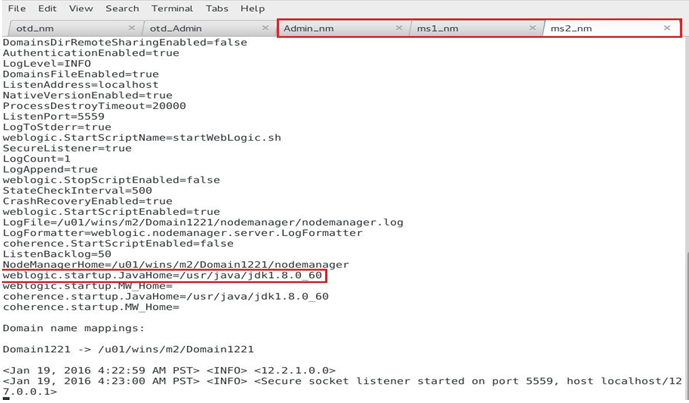 File Edit View Search Terminal Tabs Help
otd_nm × otd_Admin × Admin_nm × ms1_nm × ms2_nm ×
DomainsDirRemoteSharingEnabled=false
AuthenticationEnabled=true
LogLevel=INFO
DomainsFileEnabled=true
ListenAddress=localhost
NativeVersionEnabled=true
ProcessDestroyTimeout=20000
ListenPort=5559
LogToStderr=true
weblogic.StartScriptName=startWebLogic.sh
SecureListener=true
LogCount=1
LogAppend=true
weblogic.StopScriptEnabled=false
StateCheckInterval=500
CrashRecoveryEnabled=true
weblogic.StartScriptEnabled=true
LogFile=/u01/wins/m2/Domain1221/nodemanager/nodemanager.log
LogFormatter=weblogic.nodemanager.server.LogFormatter
coherence.StartScriptEnabled=false
ListenBacklog=50
NodeManagerHome=/u01/wins/m2/Domain1221/nodemanager
weblogic.startup.JavaHome=/usr/java/jdk1.8.0_60
weblogic.startup.MW_Home=
coherence.startup.JavaHome=/usr/java/jdk1.8.0_60
coherence.startup.MW_Home=
Domain name mappings:
Domain1221 -> /u01/wins/m2/Domain1221
<Jan 19, 2016 4:22:59 AM PST> <INFO> <12.2.1.0.0>
<Jan 19, 2016 4:23:00 AM PST> <INFO> <Secure socket listener started on port 5559, host localhost/12
7.0.0.1>